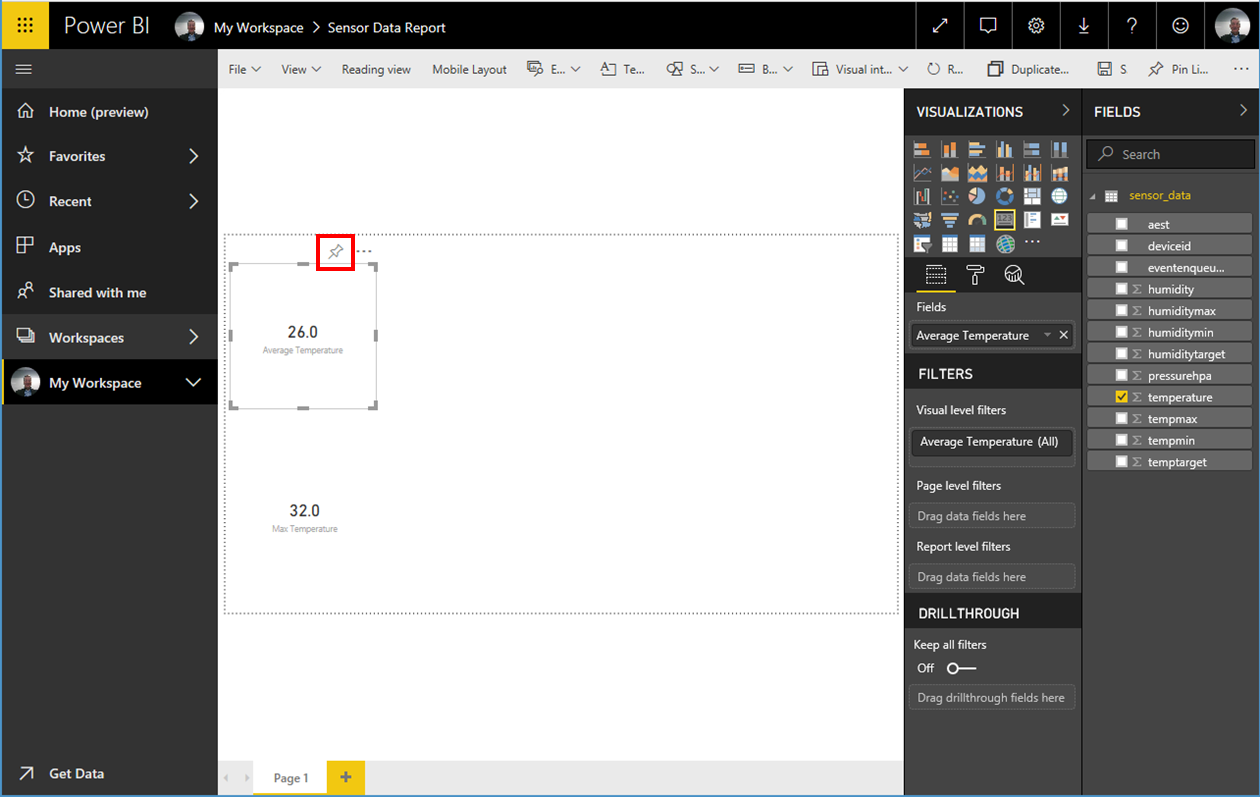 Power BI
My Workspace > Sensor Data Report
File
View
Reading view
Mobile Layout
E...
Te...
S...
B...
Visual int...
R...
Duplicate...
S
Pin Li...
...
Home (preview)
Favorites
Recent
Apps
Shared with me
Workspaces
My Workspace
Get Data
...
26.0
Average Temperature
32.0
Max Temperature
Page 1
+
VISUALIZATIONS
123
...
Fields
Average Temperature
FILTERS
Visual level filters
Average Temperature (All)
Page level filters
Drag data fields here
Report level filters
Drag data fields here
DRILLTHROUGH
Keep all filters
Off
Drag drillthrough fields here
FIELDS
Search
sensor_data
aest
deviceid
eventenqueu...
Σ humidity
Σ humiditymax
Σ humiditymin
Σ humiditytarget
Σ pressurehpa
Σ temperature
Σ tempmax
Σ tempmin
Σ temptarget